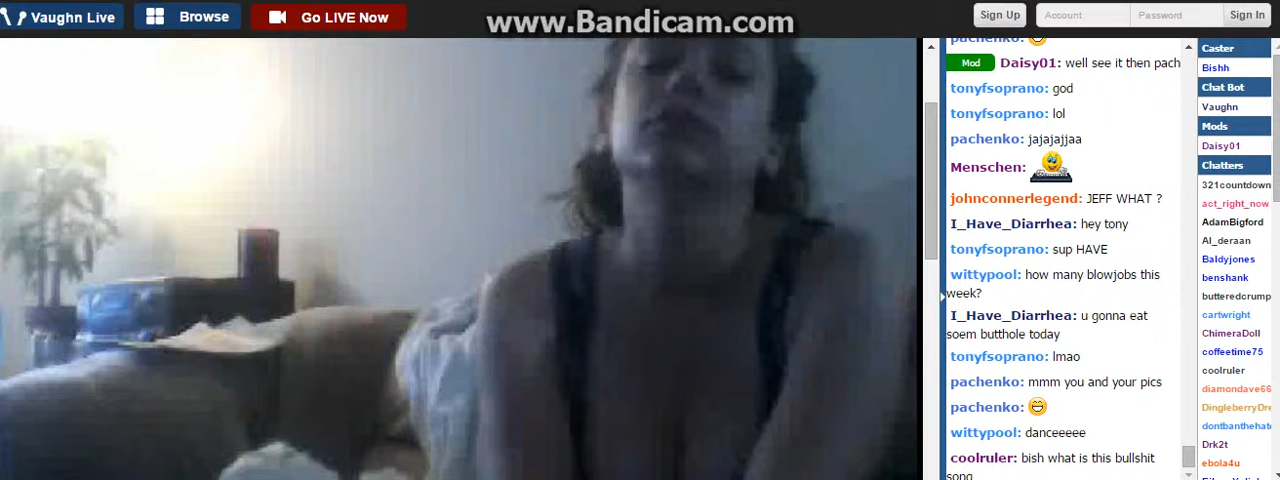 Vaughn Live
Browse
Go LIVE Now
www.Bandicam.com
Sign Up
Account
Password
Sign In
Mod Daisy01: well see it then pach
tonyfsoprano: god
tonyfsoprano: lol
pachenko: jajajajjaa
Menschen:
johnconnerlegend: JEFF WHAT ?
I_Have_Diarrhea: hey tony
tonyfsoprano: sup HAVE
wittypool: how many blowjobs this
week?
I_Have_Diarrhea: u gonna eat
soem butthole today
tonyfsoprano: lmao
pachenko: mmm you and your pics
pachenko:
wittypool: danceeeee
coolruler: bish what is this bullshit
song
Caster
Bishh
Chat Bot
Vaughn
Mods
Daisy01
Chatters
321countdown
act_right_now
AdamBigford
Al_deraan
Baldyjones
benshank
butteredcrump
cartwright
ChimeraDoll
coffeetime75
coolruler
diamondave66
DingleberryDre
dontbanthehat
Drk2t
ebola4u